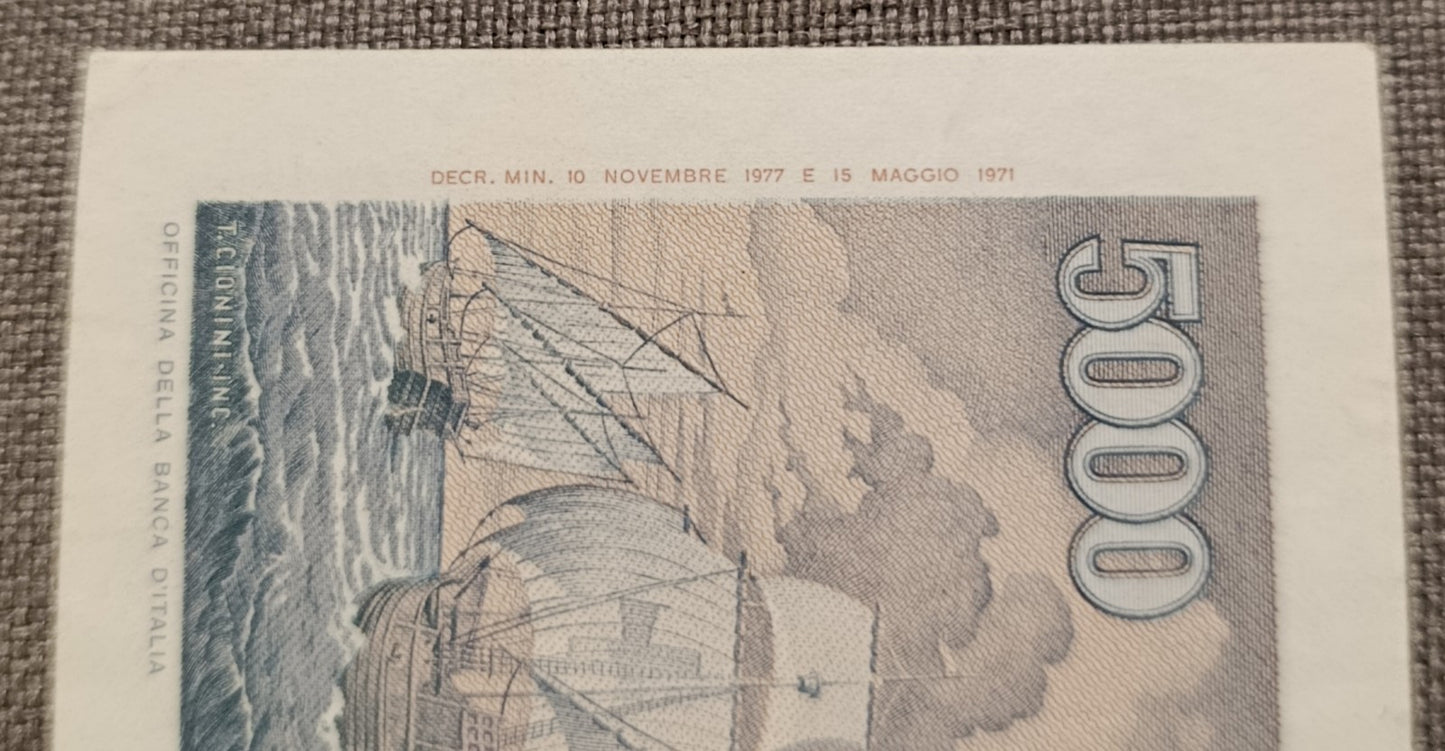 DECR. MIN. 10 NOVEMBRE 1977 E 15 MAGGIO 1971
5000
T. CIONINI·INC.
OFFICINA DELLA BANCA D'ITALIA